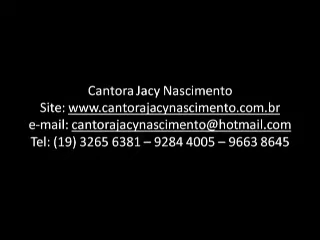 Cantora Jacy Nascimento
Site: www.cantorajacynascimento.com.br
e-mail: cantorajacynascimento@hotmail.com
Tel: (19) 3265 6381 – 9284 4005 – 9663 8645